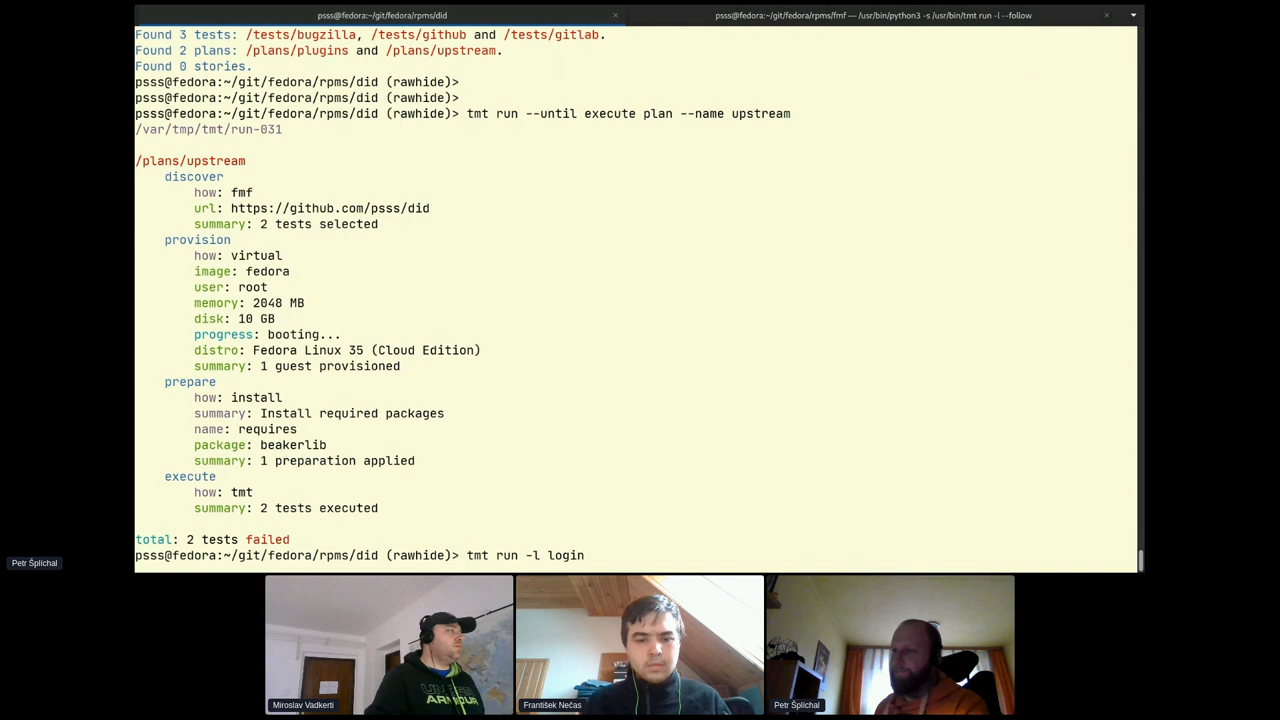 psss@fedora:~/git/fedora/rpms/did
psss@fedora:~/git/fedora/rpms/fmf — /usr/bin/python3 -s /usr/bin/tmt run -l --follow
Found 3 tests: /tests/bugzilla, /tests/github and /tests/gitlab.
Found 2 plans: /plans/plugins and /plans/upstream.
Found 0 stories.
psss@fedora:~/git/fedora/rpms/did (rawhide)>
psss@fedora:~/git/fedora/rpms/did (rawhide)>
psss@fedora:~/git/fedora/rpms/did (rawhide)> tmt run --until execute plan --name upstream
/var/tmp/tmt/run-031
/plans/upstream
discover
how: fmf
url: https://github.com/psss/did
summary: 2 tests selected
provision
how: virtual
image: fedora
user: root
memory: 2048 MB
disk: 10 GB
progress: booting...
distro: Fedora Linux 35 (Cloud Edition)
summary: 1 guest provisioned
prepare
how: install
summary: Install required packages
name: requires
package: beakerlib
summary: 1 preparation applied
execute
how: tmt
summary: 2 tests executed
total: 2 tests failed
psss@fedora:~/git/fedora/rpms/did (rawhide)> tmt run -l login
Petr Šplíchal
UNDER
ARMOUR
Miroslav Vadkerti
František Nečas
Petr Šplíchal